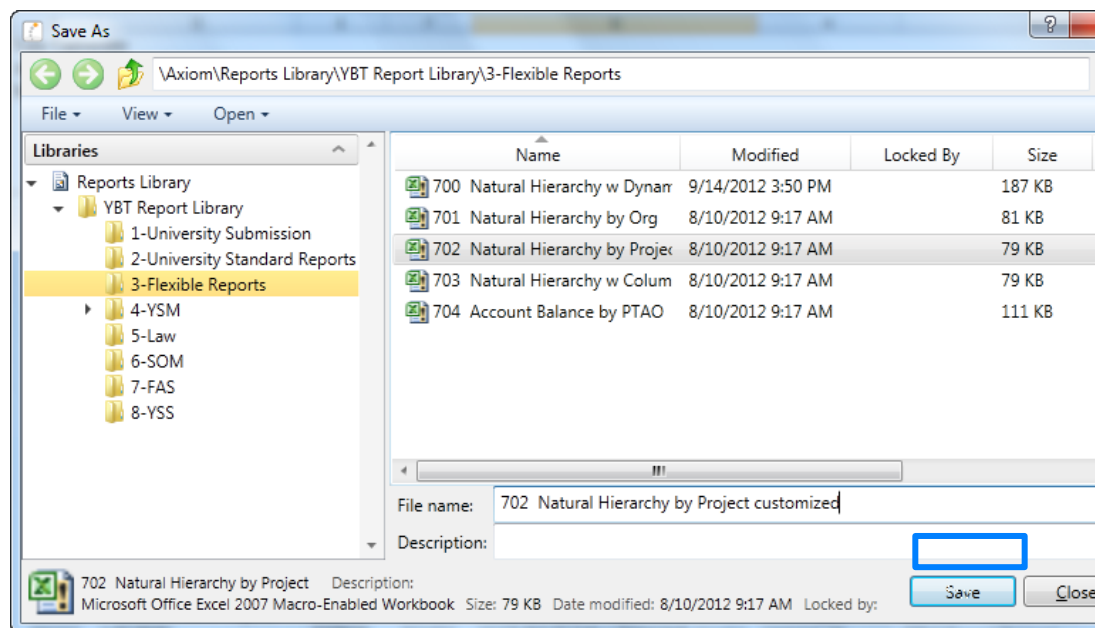 Save As
?
\Axiom\Reports Library\YBT Report Library\3-Flexible Reports
File View Open
Libraries
Reports Library
YBT Report Library
1-University Submission
2-University Standard Reports
3-Flexible Reports
4-YSM
5-Law
6-SOM
7-FAS
8-YSS
Name Modified Locked By Size
700 Natural Hierarchy w Dynam 9/14/2012 3:50 PM 187 KB
701 Natural Hierarchy by Org 8/10/2012 9:17 AM 81 KB
702 Natural Hierarchy by Projec 8/10/2012 9:17 AM 79 KB
703 Natural Hierarchy w Colum 8/10/2012 9:17 AM 79 KB
704 Account Balance by PTAO 8/10/2012 9:17 AM 111 KB
File name: 702 Natural Hierarchy by Project customized
Description:
702 Natural Hierarchy by Project Description:
Microsoft Office Excel 2007 Macro-Enabled Workbook Size: 79 KB Date modified: 8/10/2012 9:17 AM Locked by:
Save Close